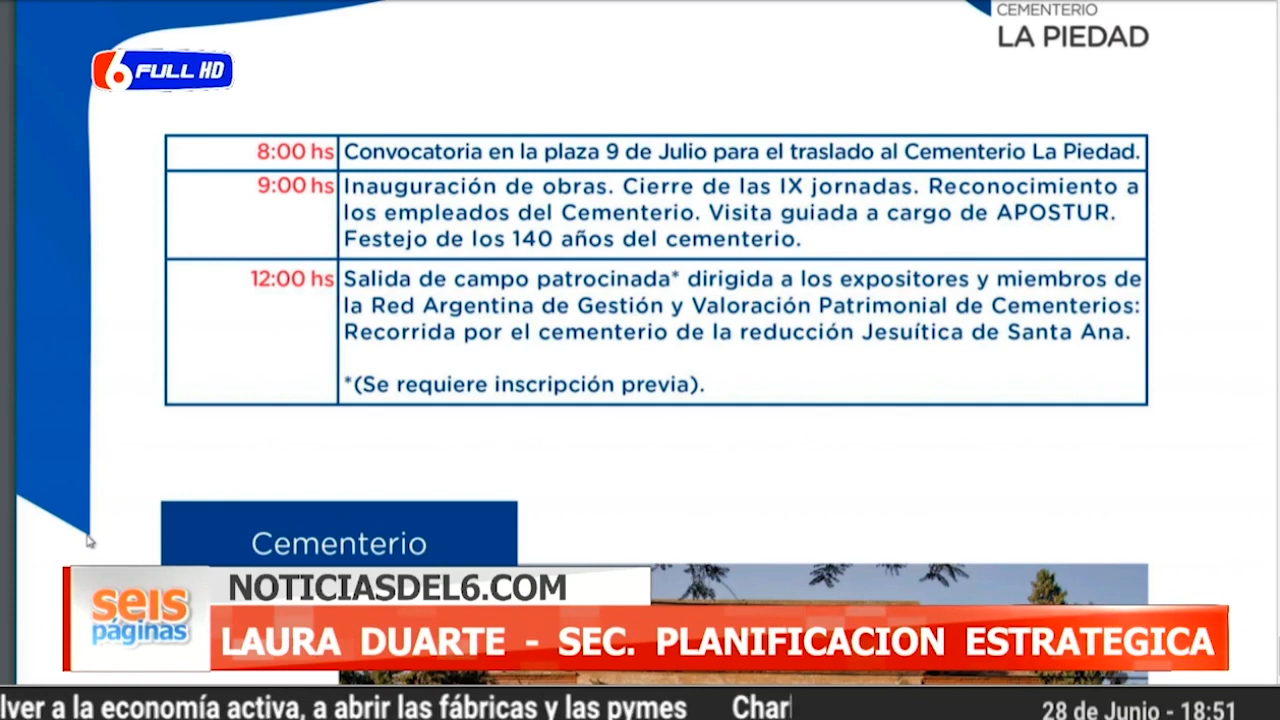 CEMENTERIO
LA PIEDAD
6 FULL HD
8:00 hs Convocatoria en la plaza 9 de Julio para el traslado al Cementerio La Piedad.
9:00 hs Inauguración de obras. Cierre de las IX jornadas. Reconocimiento a
los empleados del Cementerio. Visita guiada a cargo de APOSTUR.
Festejo de los 140 años del cementerio.
12:00 hs Salida de campo patrocinada* dirigida a los expositores y miembros de
la Red Argentina de Gestión y Valoración Patrimonial de Cementerios:
Recorrida por el cementerio de la reducción Jesuítica de Santa Ana.
*(Se requiere inscripción previa).
Cementerio
seis
páginas
NOTICIASDEL6.COM
LAURA DUARTE - SEC. PLANIFICACION ESTRATEGICA
lver a la economía activa, a abrir las fábricas y las pymes Char
28 de Junio - 18:51